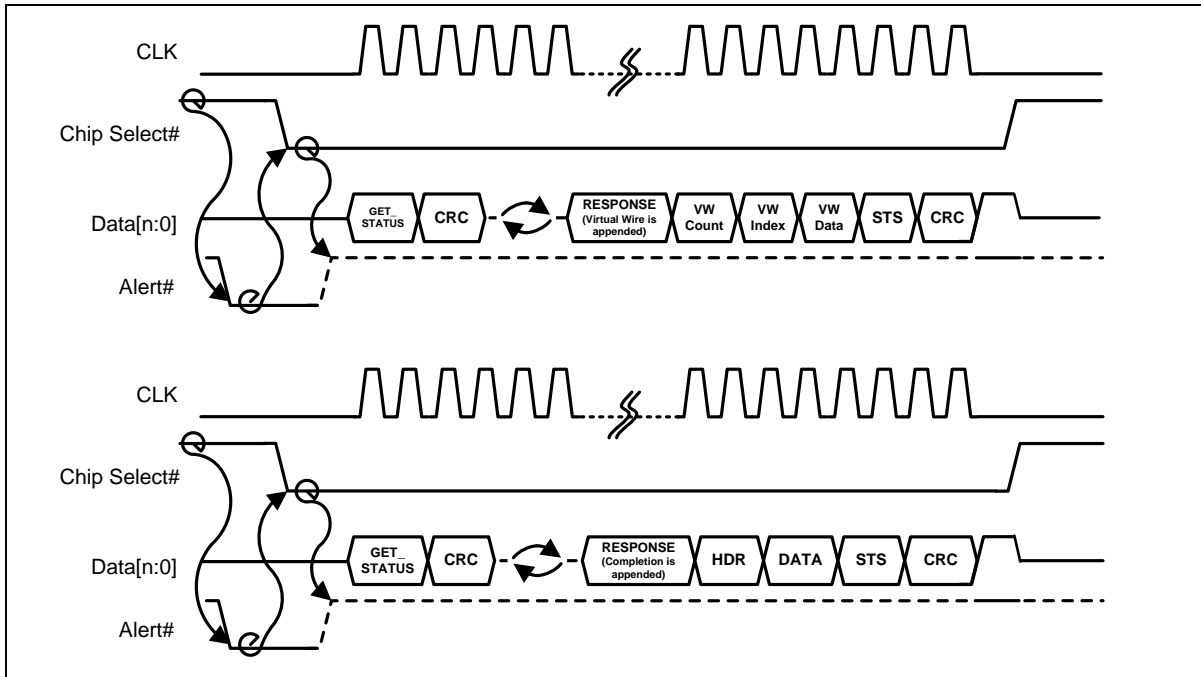 CLK
Chip Select#
Data[n:0]
GET_
STATUS
CRC
RESPONSE
(Virtual Wire is
appended)
VW
Count
VW
Index
VW
Data
STS
CRC
Alert#
CLK
Chip Select#
Data[n:0]
GET_
STATUS
CRC
RESPONSE
(Completion is
appended)
HDR
DATA
STS
CRC
Alert#